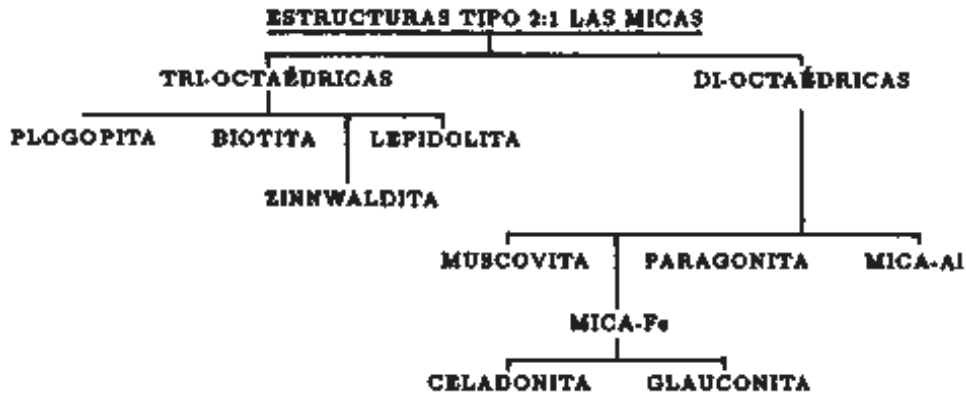 ESTRUCTURAS TIPO 2:1 LAS MICAS
TRI-OCTAÉDRICAS DI-OCTAÉDRICAS
PLOGOPITA BIOTITA LEPIDOLITA
ZINNWALDITA
MUSCOVITA PARAGONITA MICA-Al
MICA-Fe
CELADONITA GLAUCONITA